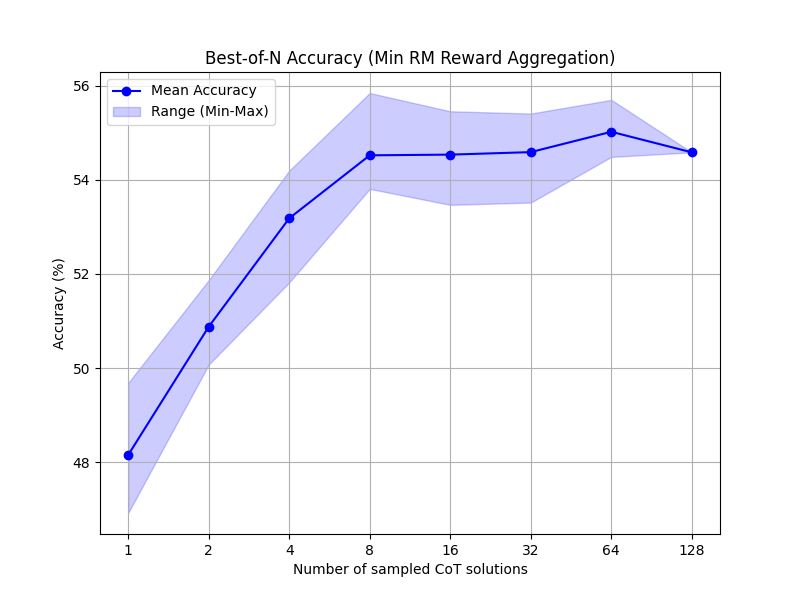 Best-of-N Accuracy (Min RM Reward Aggregation)
Mean Accuracy
Range (Min-Max)
Accuracy (%)
56
54
52
50
48
1 2 4 8 16 32 64 128
Number of sampled CoT solutions